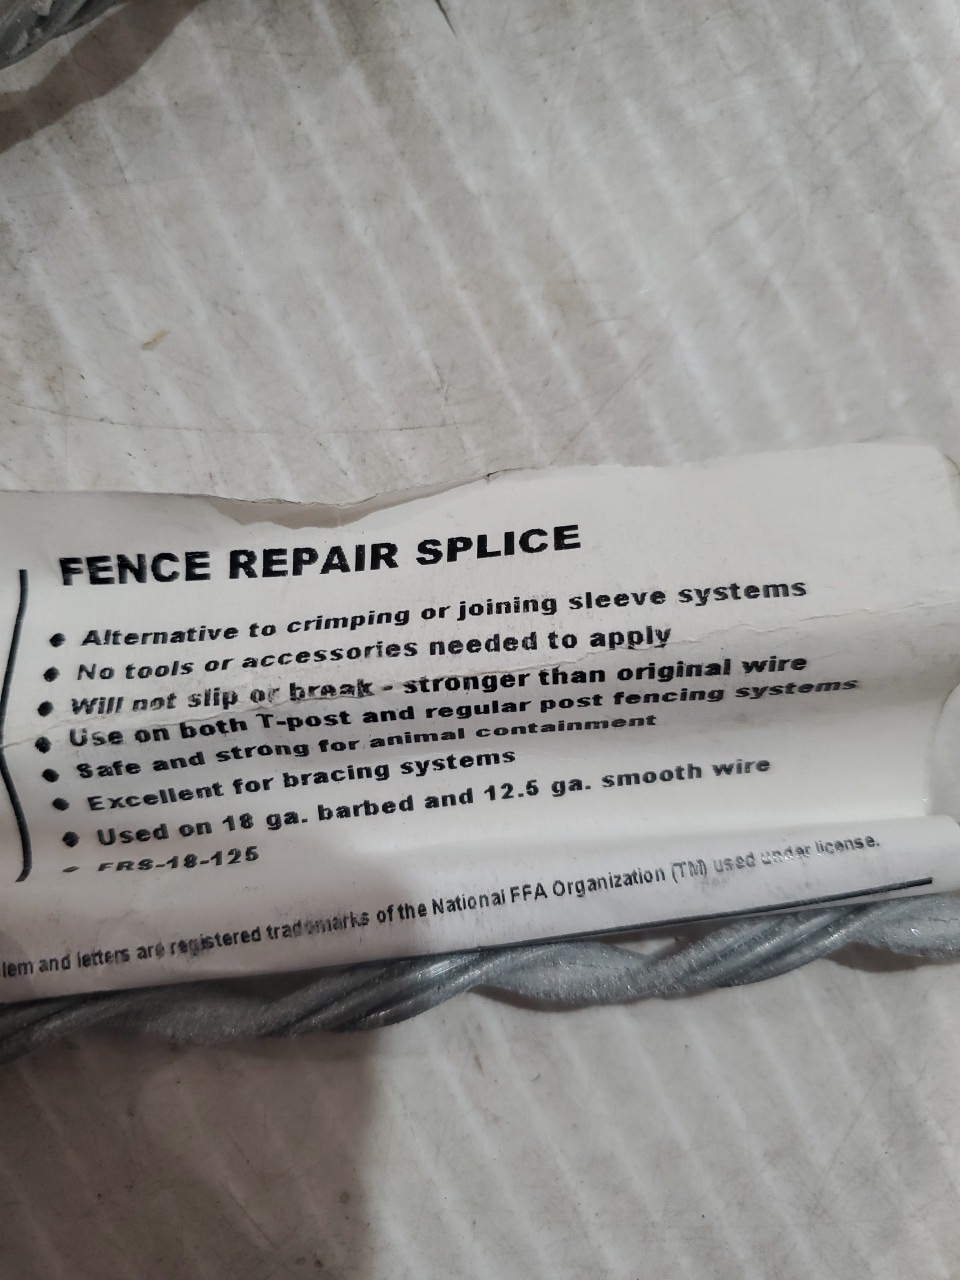 FENCE REPAIR SPLICE
• Alternative to crimping or joining sleeve systems
• No tools or accessories needed to apply
• Will not slip or break - stronger than original wire
• Use on both T-post and regular post fencing systems
• Safe and strong for animal containment
• Excellent for bracing systems
• Used on 18 ga. barbed and 12.5 ga. smooth wire
• FRS-18-125
lem and letters are registered trademarks of the National FFA Organization (TM) used under license.